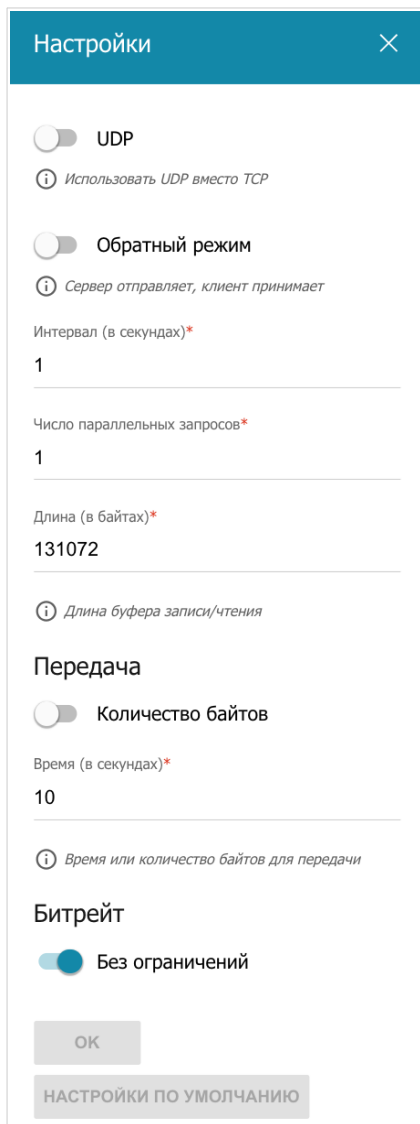 Настройки
UDP
Использовать UDP вместо TCP
Обратный режим
Сервер отправляет, клиент принимает
Интервал (в секундах)*
1
Число параллельных запросов*
1
Длина (в байтах)*
131072
Длина буфера записи/чтения
Передача
Количество байтов
Время (в секундах)*
10
Время или количество байтов для передачи
Битрейт
Без ограничений
OK
НАСТРОЙКИ ПО УМОЛЧАНИЮ